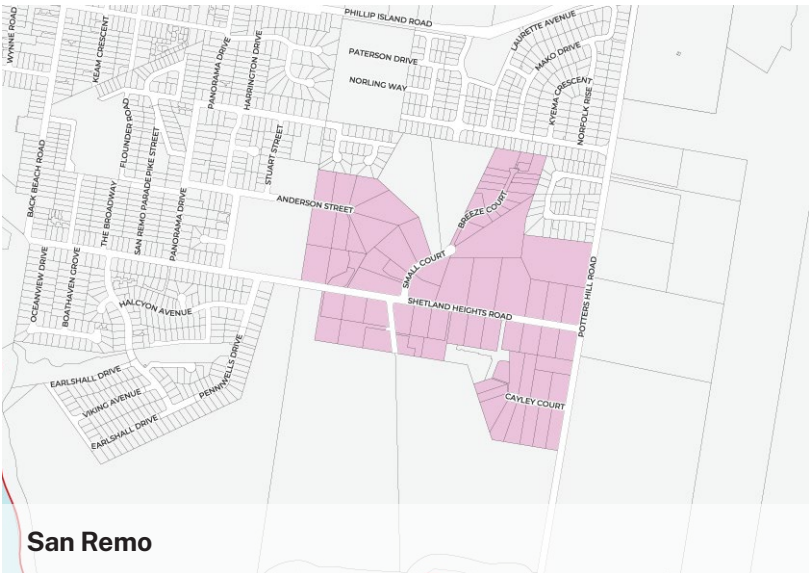 PHILLIP ISLAND ROAD
LAURETTE AVENUE
WYNNE ROAD
KEAM CRESCENT
PANORAMA DRIVE
HARRINGTON DRIVE
PATERSON DRIVE
MAKO DRIVE
NORLING WAY
KYEMA CRESCENT
NORFOLK RISE
FLOUNDER ROAD
PIKE STREET
STUART STREET
BACK BEACH ROAD
THE BROADWAY
SAN REMO PARADE
PANORAMA DRIVE
ANDERSON STREET
BREEZE COURT
SMALL COURT
OCEANVIEW DRIVE
BOATHAVEN GROVE
HALCYON AVENUE
SHETLAND HEIGHTS ROAD
POTTERS HILL ROAD
EARLSHALL DRIVE
PENNIWELLS DRIVE
VIKING AVENUE
CAYLEY COURT
EARLSHALL DRIVE
San Remo